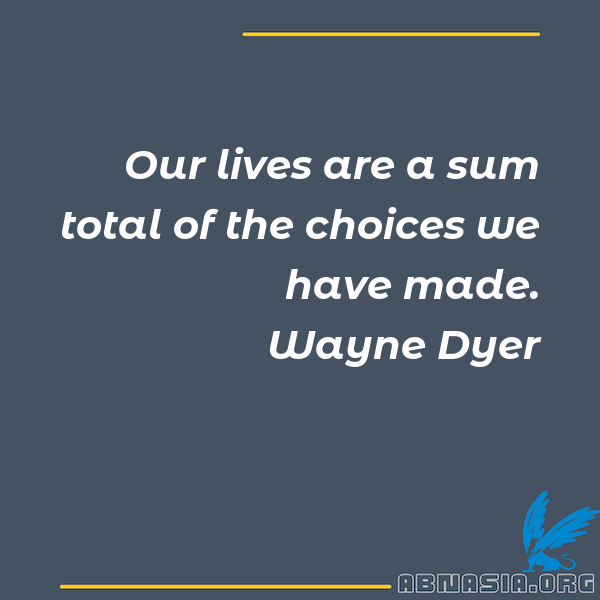 Our lives are a sum
total of the choices we
have made.
Wayne Dyer
ABNASIA.ORG